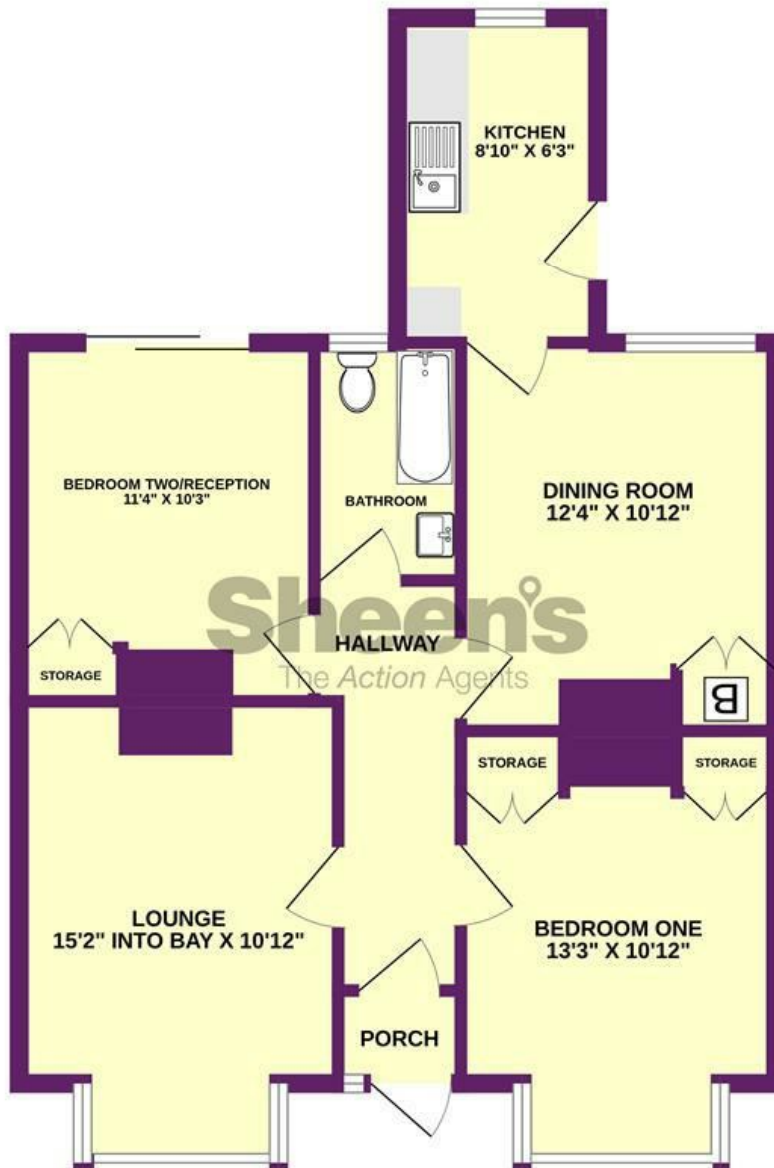 KITCHEN
8'10" X 6'3"
BEDROOM TWO/RECEPTION
11'4" X 10'3"
BATHROOM
DINING ROOM
12'4" X 10'12"
Sheen's
HALLWAY
The Action Agents
STORAGE
B
STORAGE
STORAGE
LOUNGE
15'2" INTO BAY X 10'12"
BEDROOM ONE
13'3" X 10'12"
PORCH